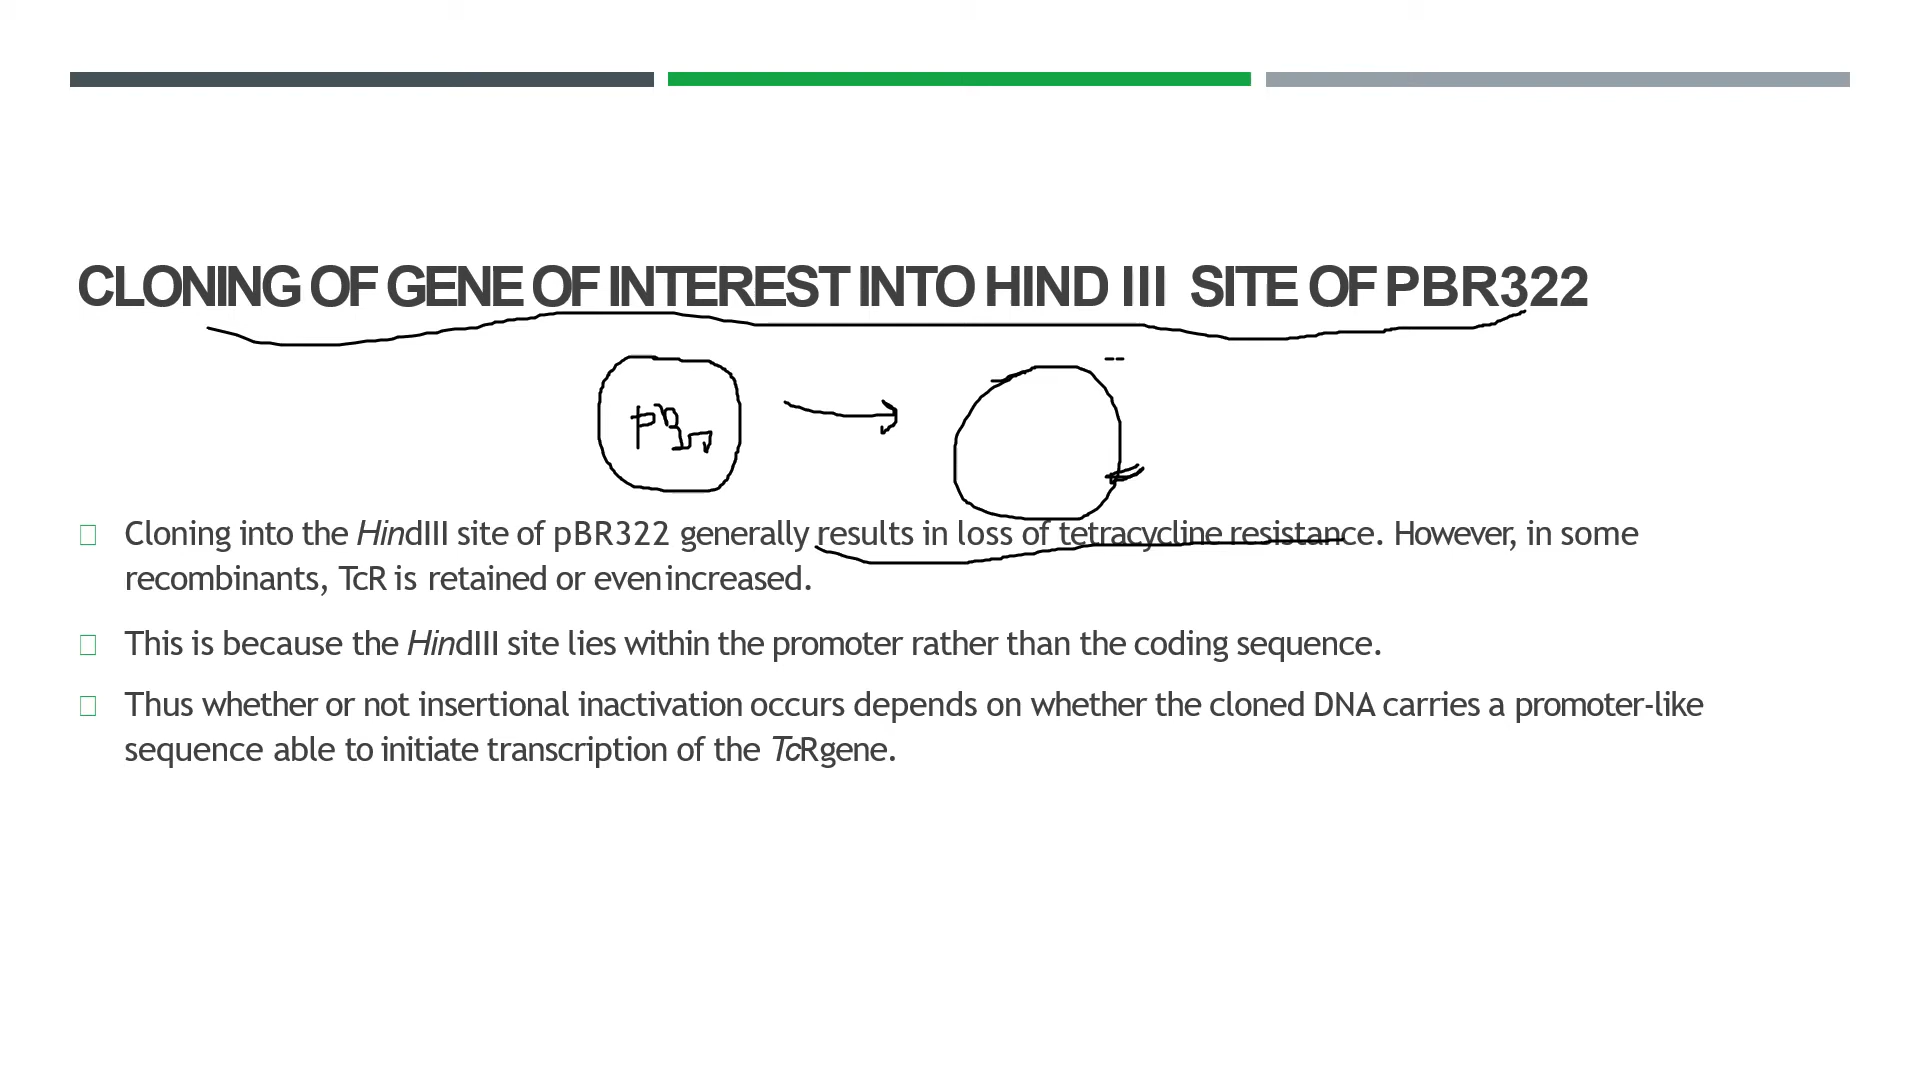 CLONING OF GENE OF INTEREST INTO HIND III SITE OF PBR322
Cloning into the HindIII site of pBR322 generally results in loss of tetracycline resistance. However, in some
recombinants, TcR is retained or even increased.
This is because the HindIII site lies within the promoter rather than the coding sequence.
Thus whether or not insertional inactivation occurs depends on whether the cloned DNA carries a promoter-like
sequence able to initiate transcription of the TcRgene.